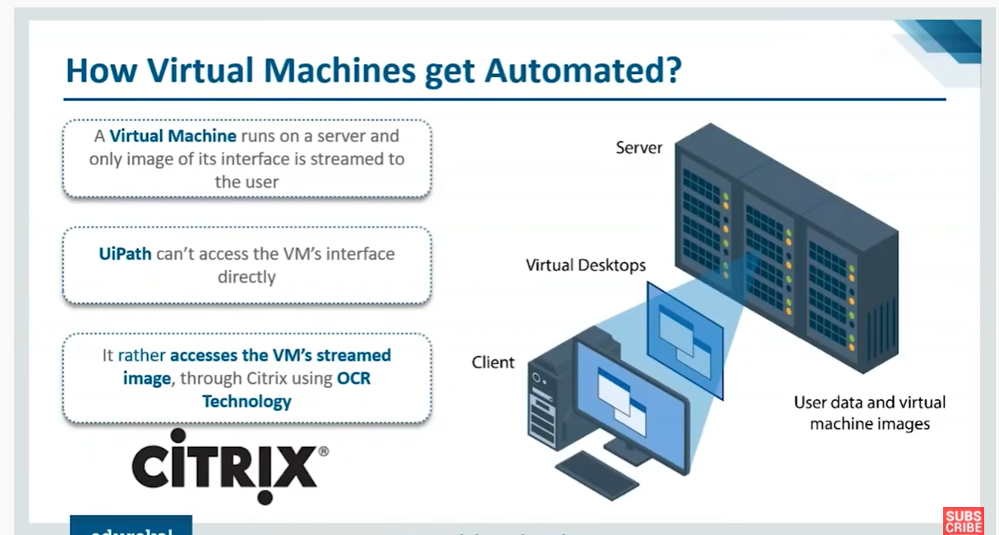 How Virtual Machines get Automated?
A Virtual Machine runs on a server and
only image of its interface is streamed to
the user
UiPath can't access the VM's interface
directly
It rather accesses the VM's streamed
image, through Citrix using OCR
Technology
CiTRIX®
Server
Virtual Desktops
Client
User data and virtual
machine images
edureka!
SUBS
CRIBE